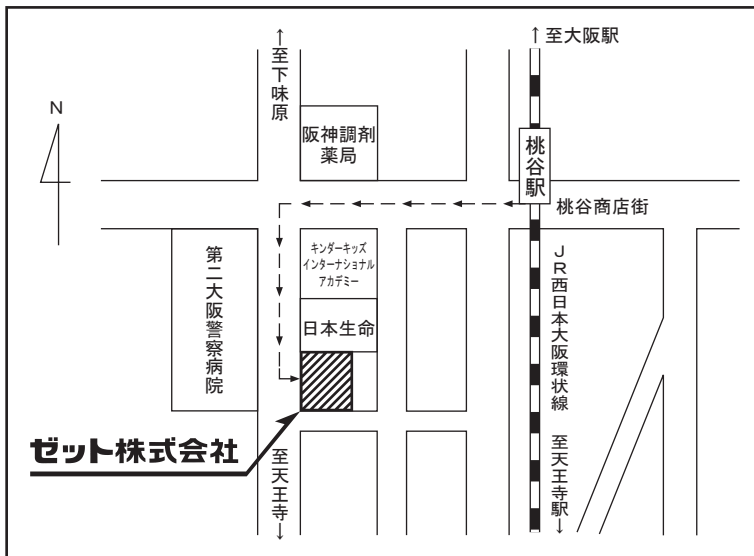 ↑至大阪駅
↑至下味原
N
阪神調剤
薬局
桃谷駅
桃谷商店街
第二大阪警察病院
キンダーキッズ
インターナショナル
アカデミー
日本生命
JR西日本大阪環状線
ゼット株式会社
至天王寺↓
至天王寺駅↓